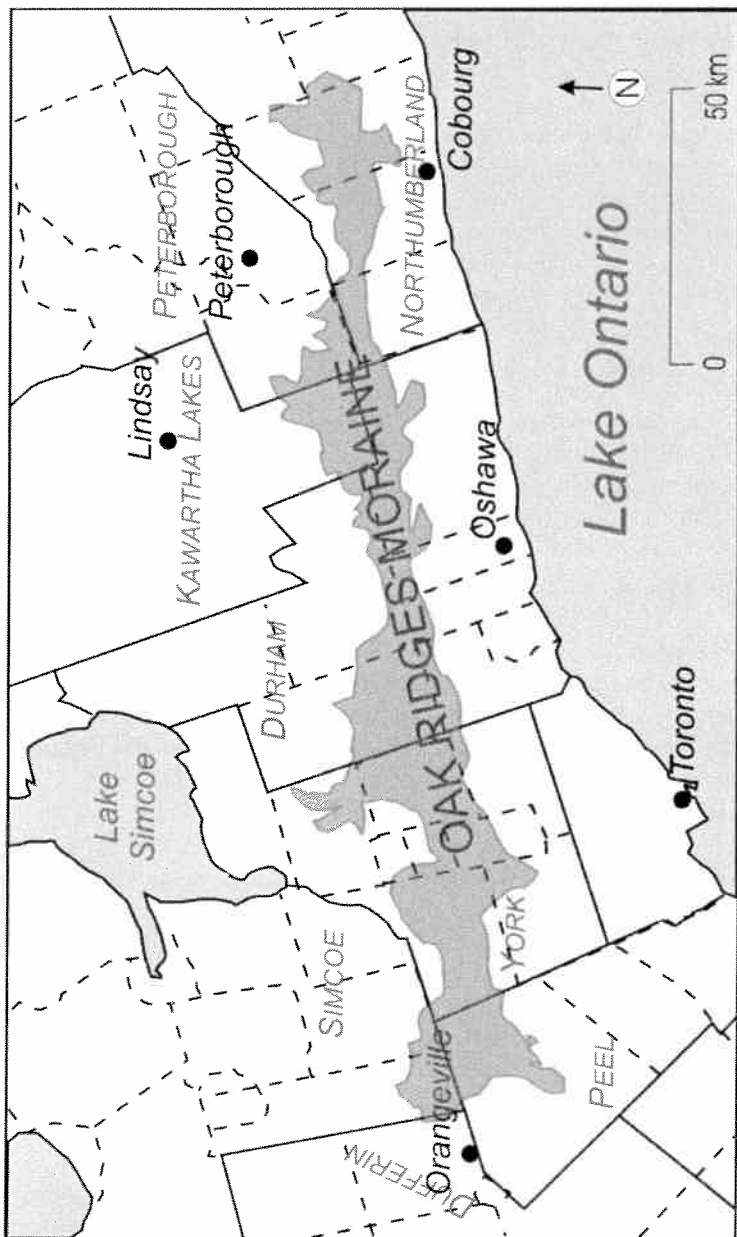 Lake
Simcoe
SIMCOE
DUFFERIN
Orangeville
PEEL
YORK
DURHAM
KAWARTHA LAKES
Lindsay
PETERBOROUGH
Peterborough
NORTHUMBERLAND
Cobourg
OAK RIDGES MORAINE
Oshawa
Toronto
Lake Ontario
N
0 50 km